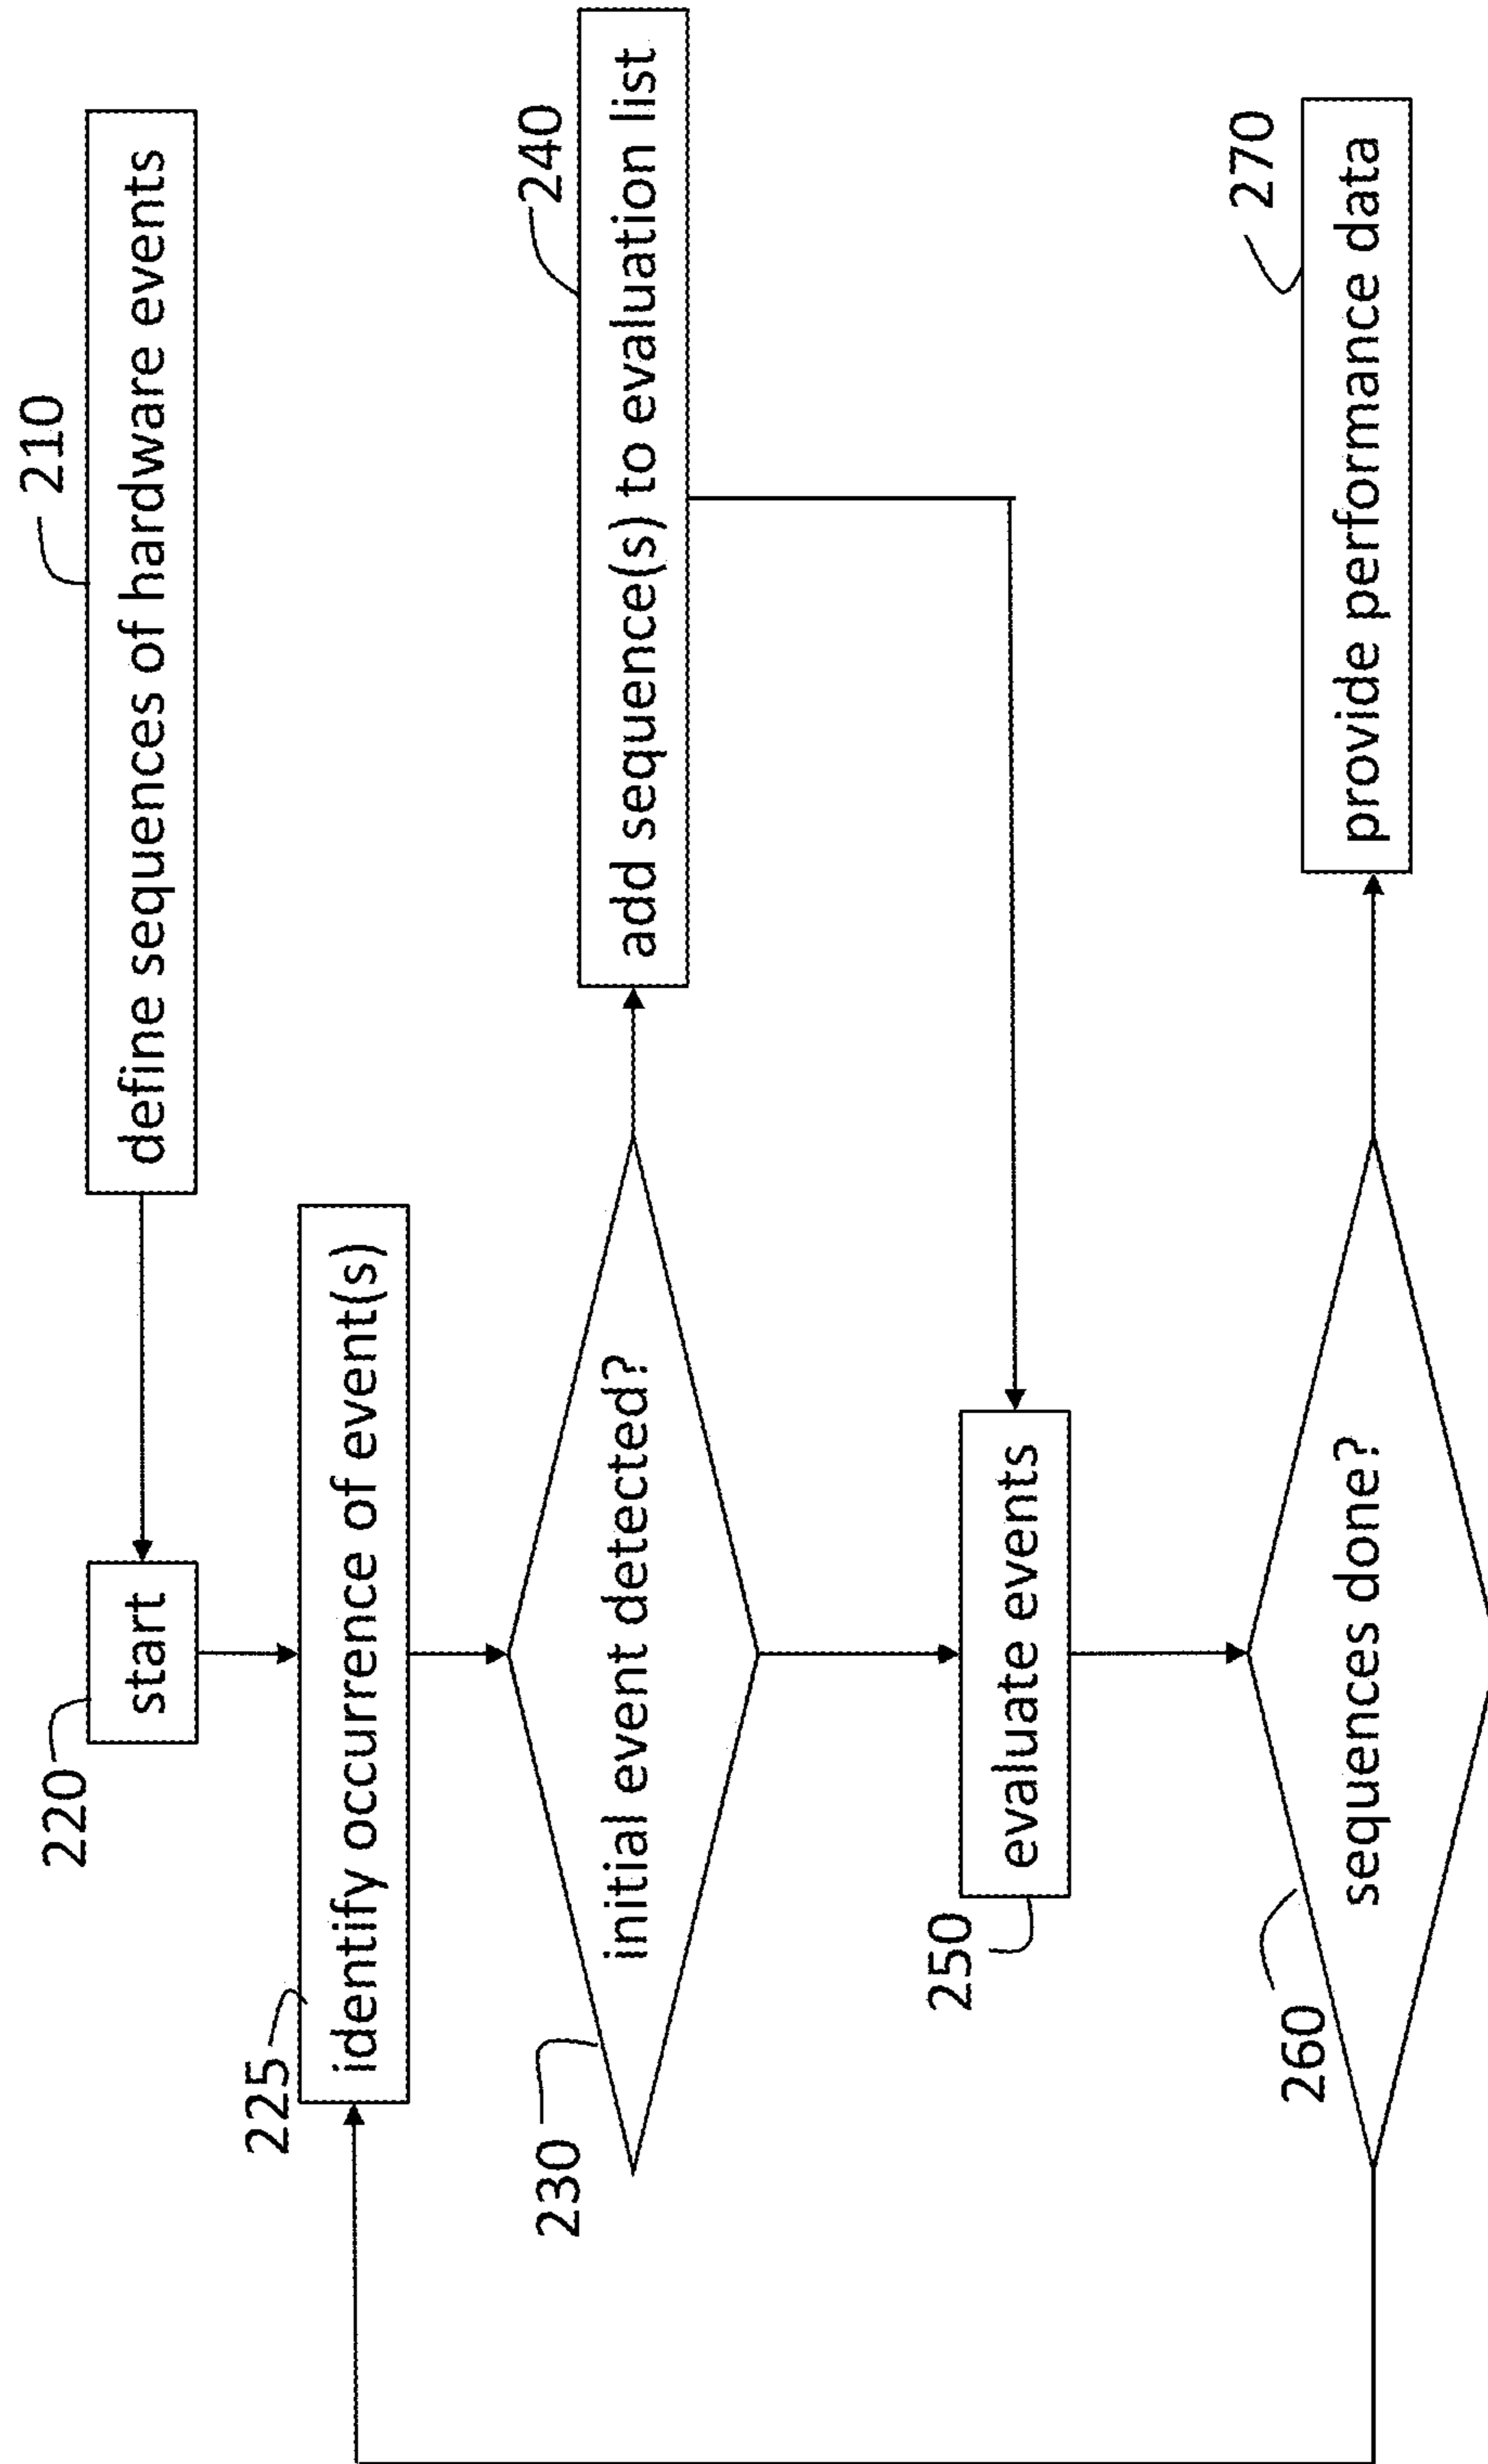 210
define sequences of hardware events
220
start
225
identify occurrence of event(s)
230
initial event detected?
240
add sequence(s) to evaluation list
250
evaluate events
260
sequences done?
270
provide performance data